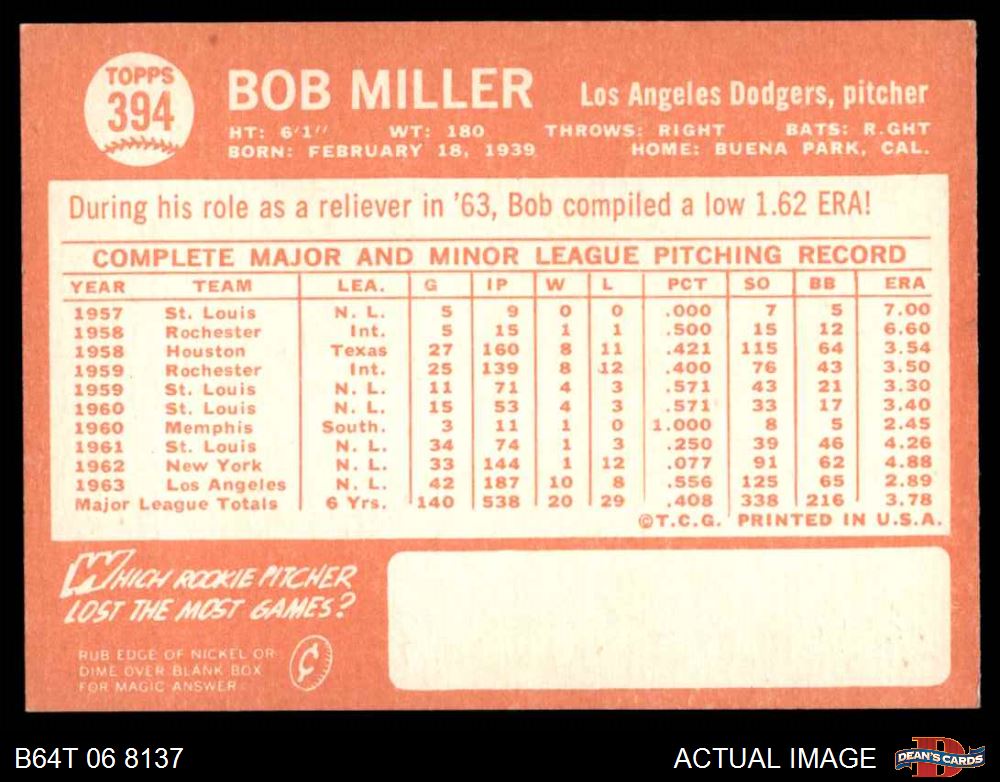 TOPPS
394
BOB MILLER
Los Angeles Dodgers, pitcher
HT: 6'1" WT: 180 THROWS: RIGHT BATS: R.GHT
BORN: FEBRUARY 18, 1939 HOME: BUENA PARK, CAL.
During his role as a reliever in '63, Bob compiled a low 1.62 ERA!
COMPLETE MAJOR AND MINOR LEAGUE PITCHING RECORD
YEAR TEAM LEA. G IP W L PCT SO BB ERA
1957 St. Louis N. L. 5 9 0 0 .000 7 5 7.00
1958 Rochester Int. 5 15 1 1 .500 15 12 6.60
1958 Houston Texas 27 160 8 11 .421 115 64 3.54
1959 Rochester Int. 25 139 8 12 .400 76 43 3.50
1959 St. Louis N. L. 11 71 4 3 .571 43 21 3.30
1960 St. Louis N. L. 15 53 4 3 .571 33 17 3.40
1960 Memphis South. 3 11 1 0 1.000 8 5 2.45
1961 St. Louis N. L. 34 74 1 3 .250 39 46 4.26
1962 New York N. L. 33 144 1 12 .077 91 62 4.88
1963 Los Angeles N. L. 42 187 10 8 .556 125 65 2.89
Major League Totals 6 Yrs. 140 538 20 29 .408 338 216 3.78
©T.C.G. PRINTED IN U.S.A.
WHICH ROOKIE PITCHER
LOST THE MOST GAMES?
RUB EDGE OF NICKEL OR
DIME OVER BLANK BOX
FOR MAGIC ANSWER
¢
B64T 06 8137
ACTUAL IMAGE
D
DEAN'S CARDS